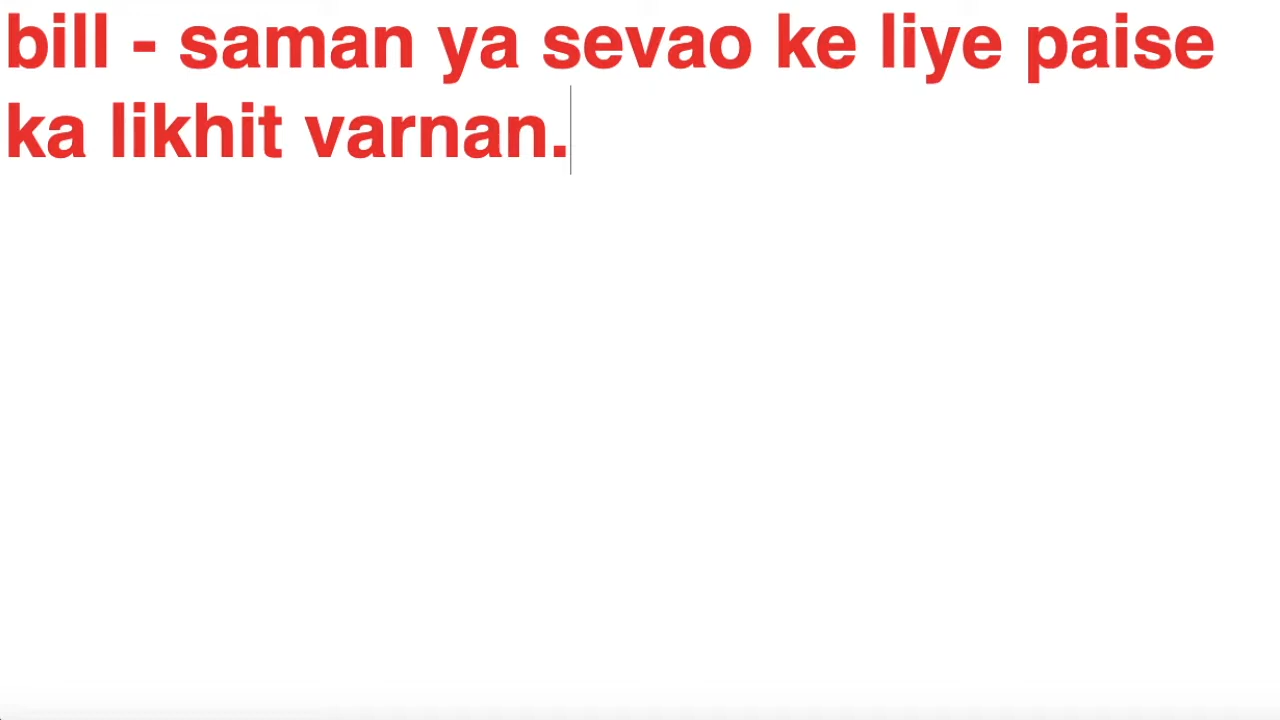 bill - saman ya sevao ke liye paise
ka likhit varnan.